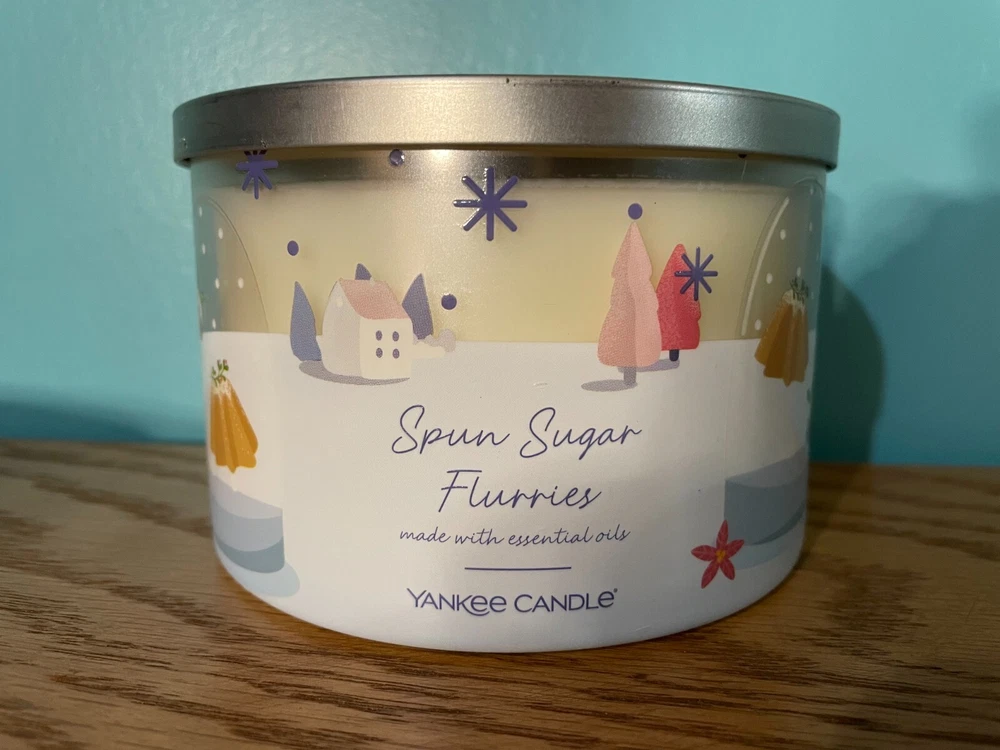 Spun Sugar
Flurries
made with essential oils
YANKEE CANDLE®